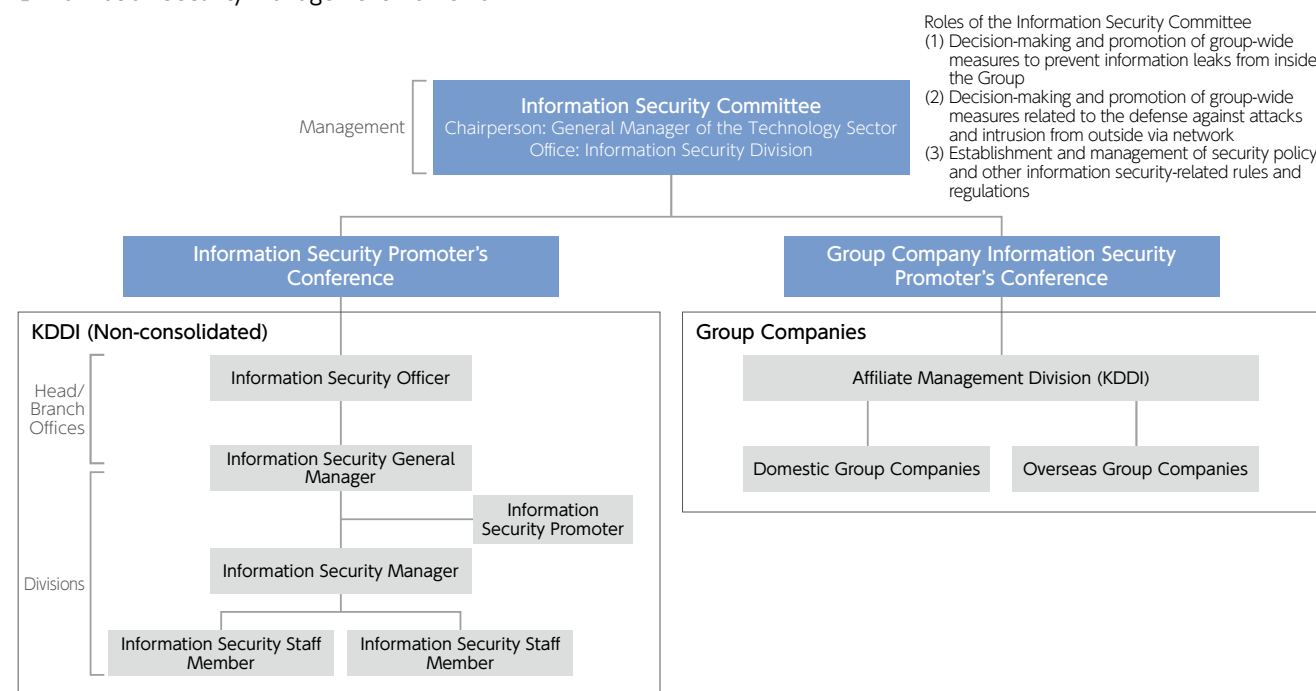 Roles of the Information Security Committee
(1) Decision-making and promotion of group-wide
measures to prevent information leaks from inside
the Group
(2) Decision-making and promotion of group-wide
measures related to the defense against attacks
and intrusion from outside via network
(3) Establishment and management of security policy
and other information security-related rules and
regulations
Management
Information Security Committee
Chairperson: General Manager of the Technology Sector
Office: Information Security Division
Information Security Promoter's
Conference
Group Company Information Security
Promoter's Conference
KDDI (Non-consolidated)
Head/
Branch
Offices
Information Security Officer
Information Security General
Manager
Information
Security Promoter
Divisions
Information Security Manager
Information Security Staff
Member
Information Security Staff
Member
Group Companies
Affiliate Management Division (KDDI)
Domestic Group Companies
Overseas Group Companies